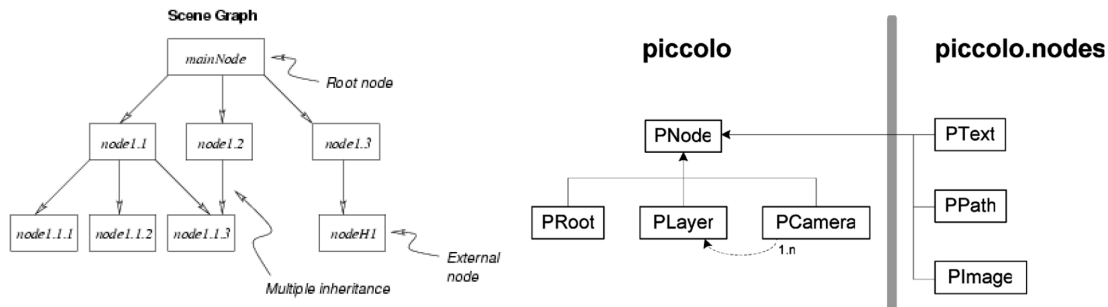 Scene Graph
mainNode
Root node
node1.1
node1.2
node1.3
node1.1.1
node1.1.2
node1.1.3
nodeH1
External
node
Multiple inheritance
piccolo
piccolo.nodes
PNode
PText
PRoot
PLayer
PCamera
1.n
PPath
PImage